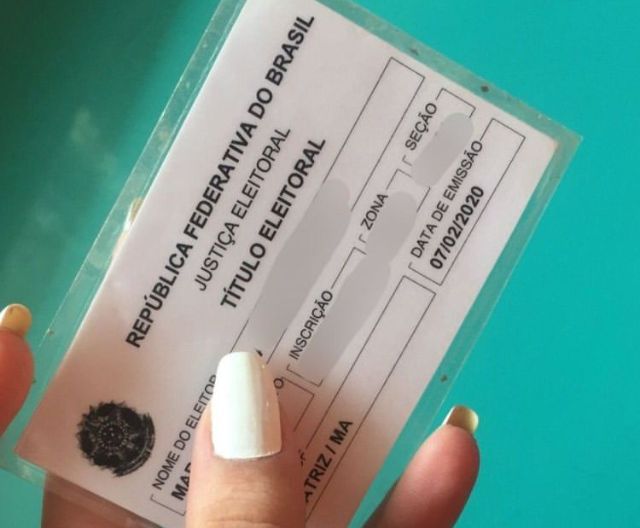 REPÚBLICA FEDERATIVA DO BRASIL
JUSTIÇA ELEITORAL
TÍTULO ELEITORAL
NOME DO ELEITOR
INSCRIÇÃO
ZONA
SEÇÃO
/ MA
DATA DE EMISSÃO
07/02/2020